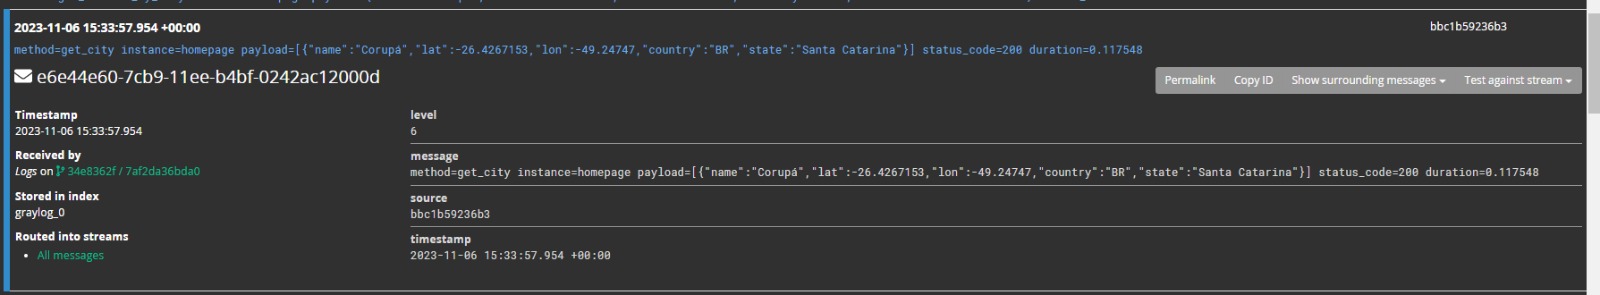 2023-11-06 15:33:57.954 +00:00
bbc1b59236b3
method=get_city instance=homepage payload=[{"name":"Corupá","lat":-26.4267153,"lon":-49.24747,"country":"BR","state":"Santa Catarina"}] status_code=200 duration=0.117548
e6e44e60-7cb9-11ee-b4bf-0242ac12000d
Permalink Copy ID Show surrounding messages Test against stream
Timestamp
2023-11-06 15:33:57.954
Received by
Logs on 34e8362f / 7af2da36bda0
Stored in index
graylog_0
Routed into streams
• All messages
level
6
message
method=get_city instance=homepage payload=[{"name":"Corupá","lat":-26.4267153,"lon":-49.24747,"country":"BR","state":"Santa Catarina"}] status_code=200 duration=0.117548
source
bbc1b59236b3
timestamp
2023-11-06 15:33:57.954 +00:00